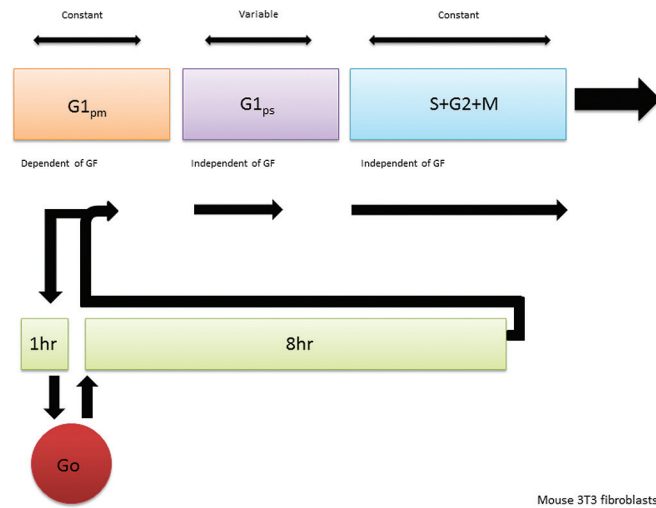 Constant
Variable
Constant
G1pm
G1ps
S+G2+M
Dependent of GF
Independent of GF
Independent of GF
1hr
8hr
Go
Mouse 3T3 fibroblasts